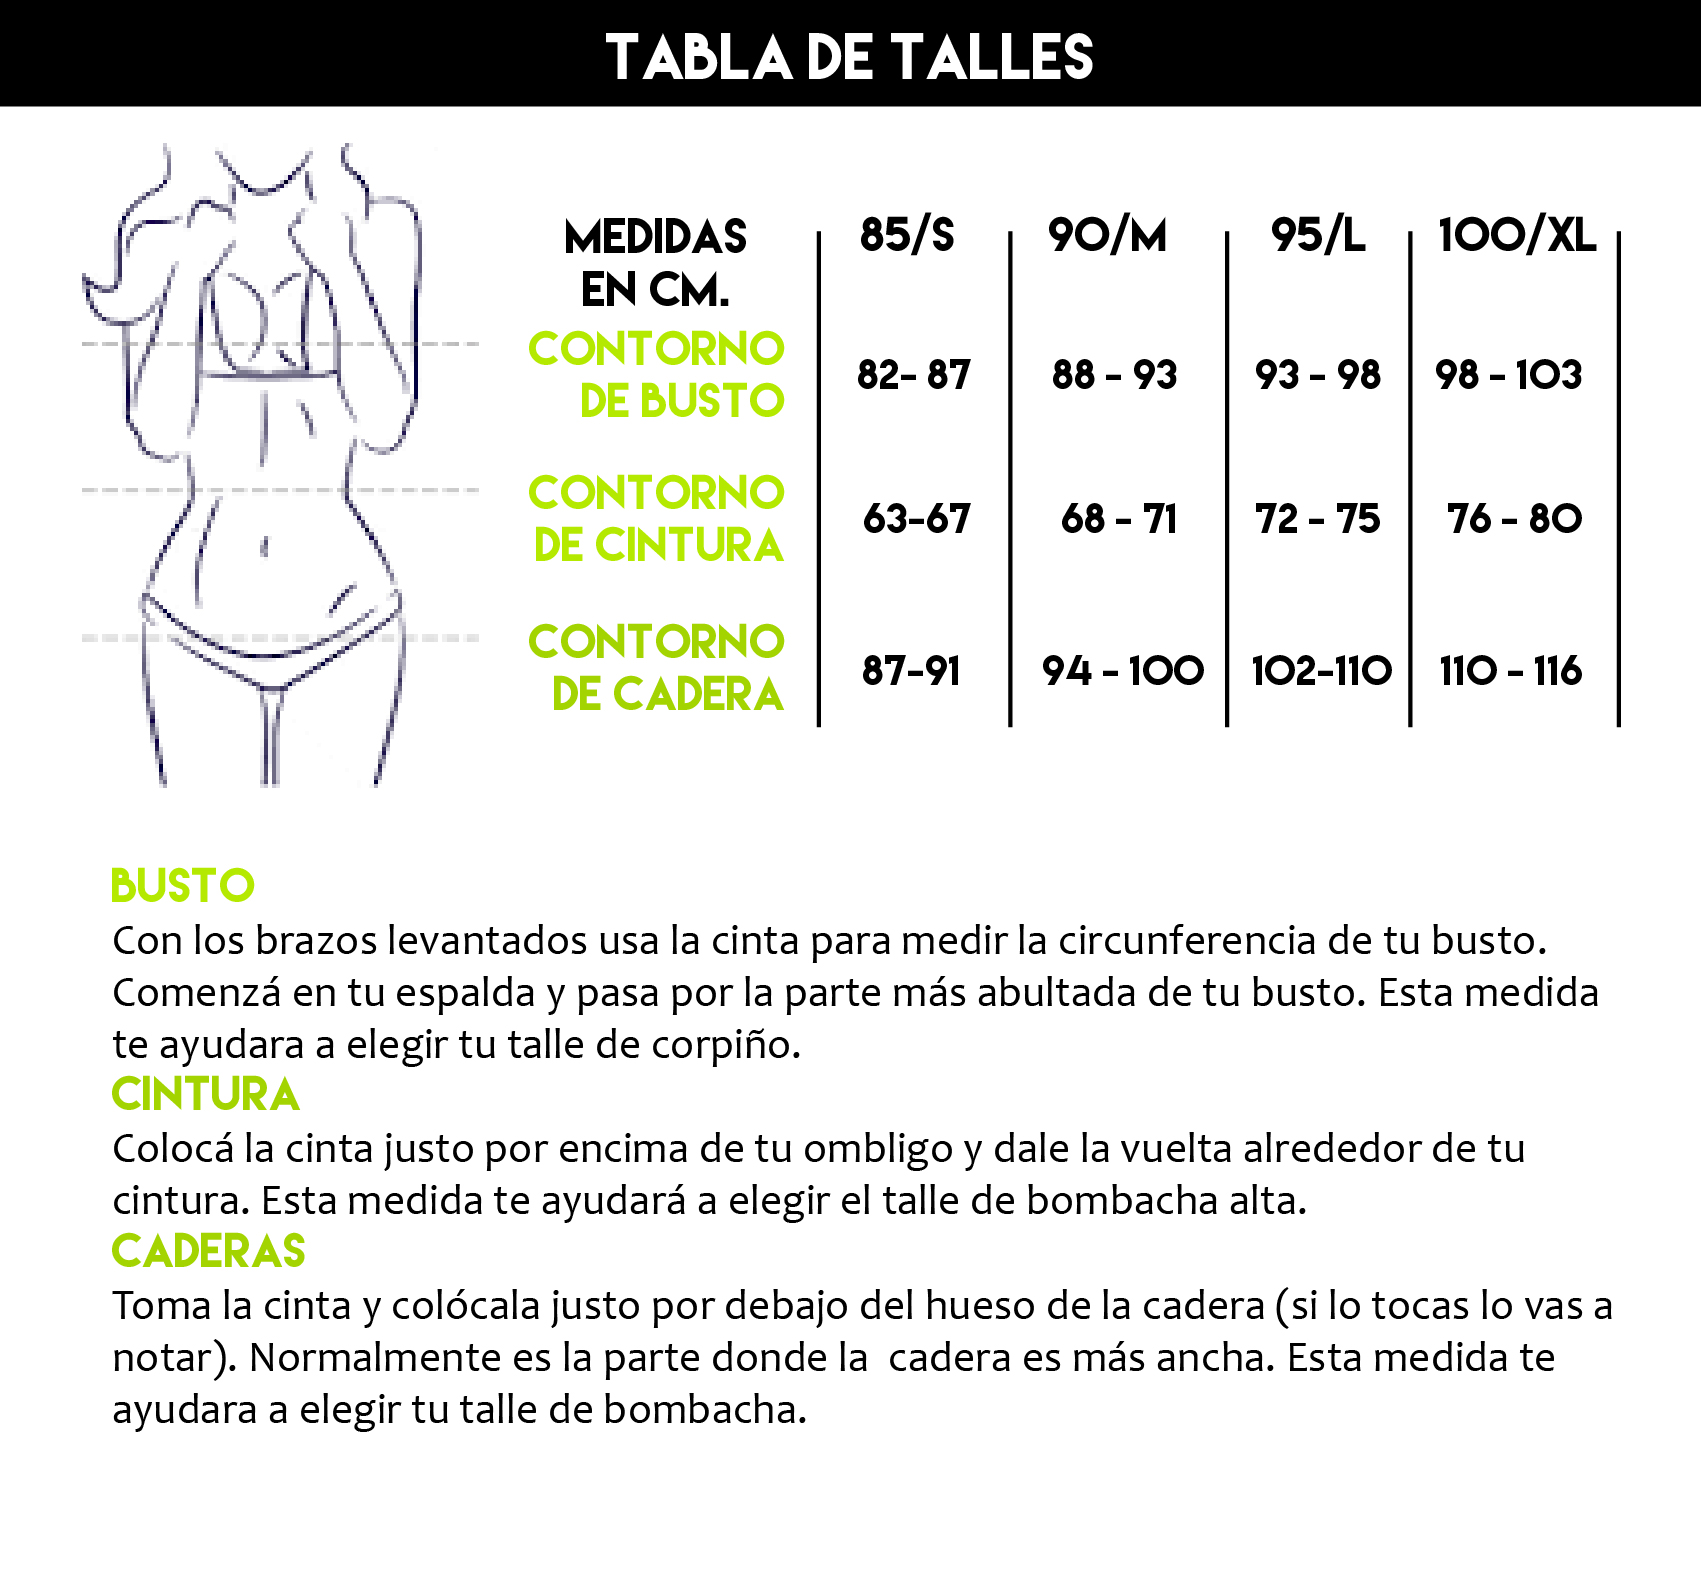 TABLA DE TALLES
MEDIDAS EN CM. 85/S 90/M 95/L 100/XL
CONTORNO DE BUSTO 82- 87 88 - 93 93 - 98 98 - 103
CONTORNO DE CINTURA 63-67 68 - 71 72 - 75 76 - 80
CONTORNO DE CADERA 87-91 94 - 100 102-110 110 - 116
BUSTO
Con los brazos levantados usa la cinta para medir la circunferencia de tu busto.
Comenzá en tu espalda y pasa por la parte más abultada de tu busto. Esta medida
te ayudara a elegir tu talle de corpiño.
CINTURA
Colocá la cinta justo por encima de tu ombligo y dale la vuelta alrededor de tu
cintura. Esta medida te ayudará a elegir el talle de bombacha alta.
CADERAS
Toma la cinta y colócala justo por debajo del hueso de la cadera (si lo tocas lo vas a
notar). Normalmente es la parte donde la  cadera es más ancha. Esta medida te
ayudara a elegir tu talle de bombacha.